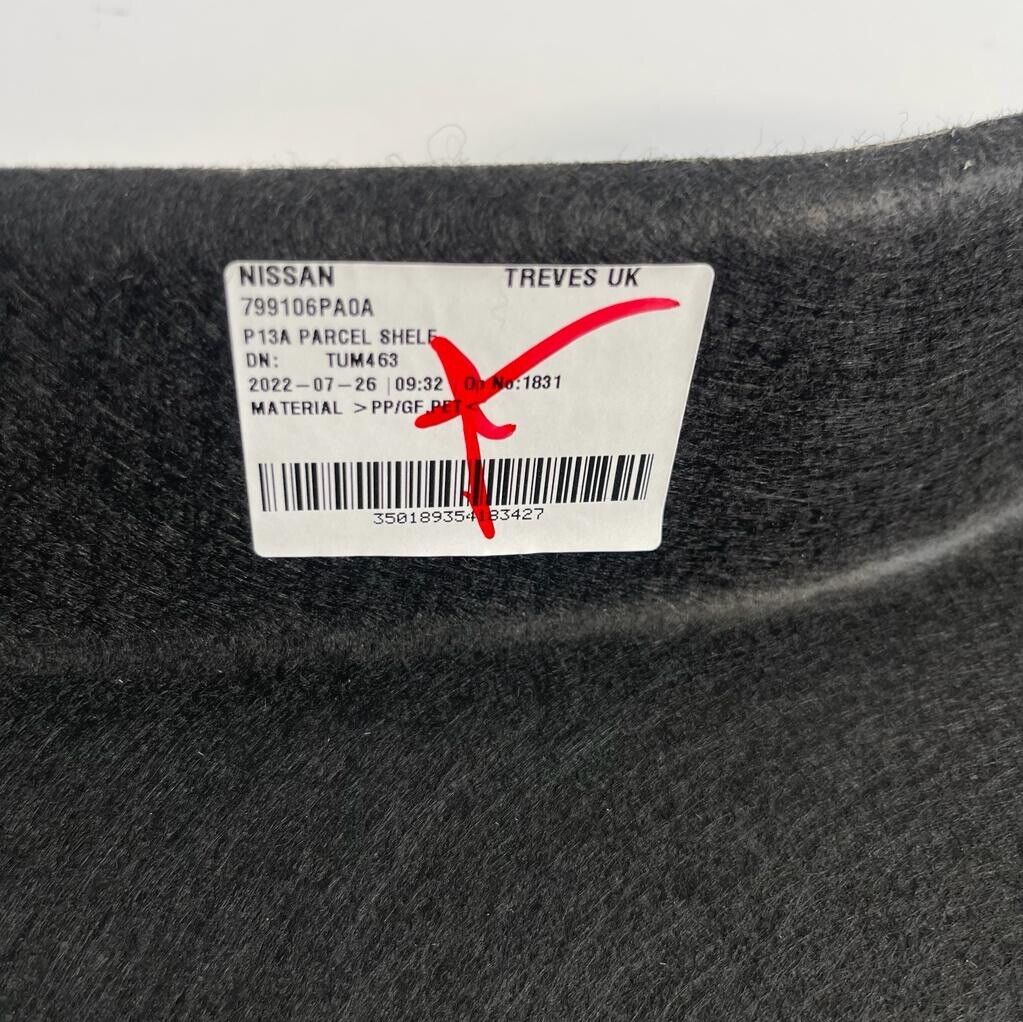 NISSAN TREVES UK
799106PA0A
P13A PARCEL SHELF
DN: TUM463
2022-07-26 |09:32 Op No:1831
MATERIAL >PP/GF,PET<
350189354183427